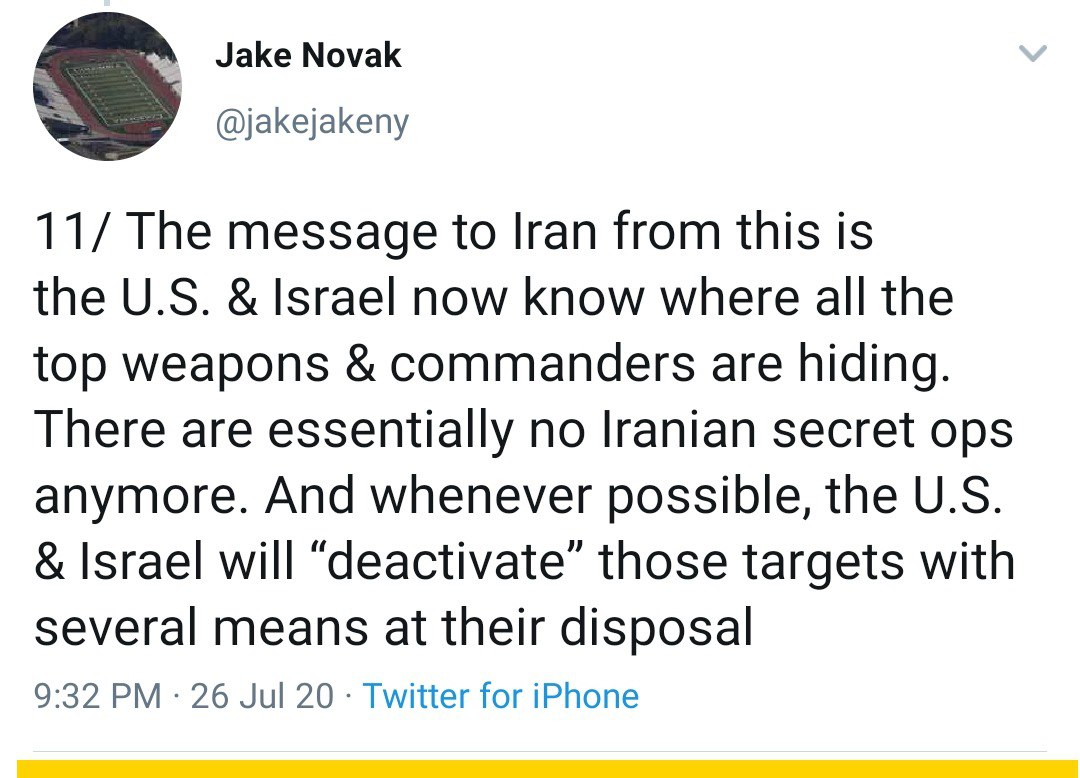 Jake Novak
@jakejakeny
11/ The message to Iran from this is
the U.S. & Israel now know where all the
top weapons & commanders are hiding.
There are essentially no Iranian secret ops
anymore. And whenever possible, the U.S.
& Israel will “deactivate” those targets with
several means at their disposal
9:32 PM · 26 Jul 20 · Twitter for iPhone